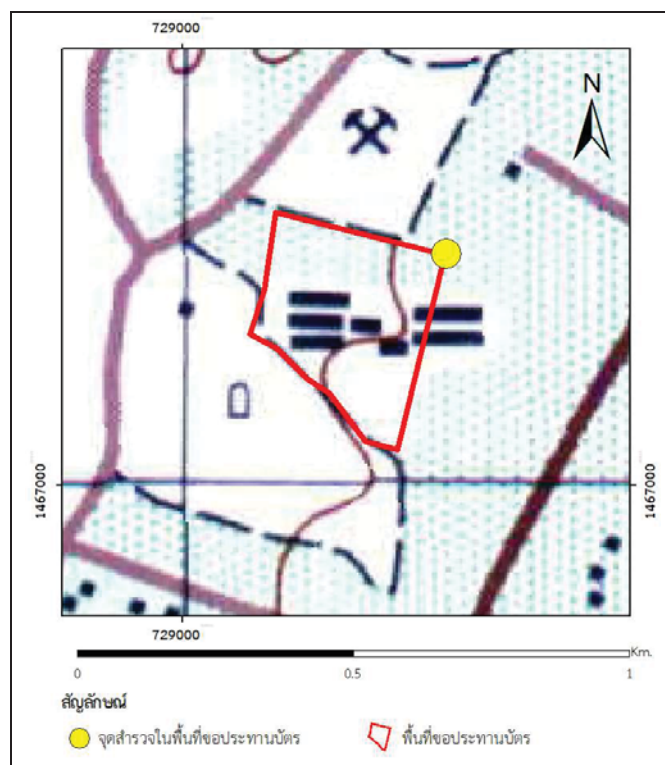 729000
N
1467000
1467000
729000
0 0.5 1 Km.
สัญลักษณ์
จุดสำรวจในพื้นที่ขอประทานบัตร พื้นที่ขอประทานบัตร